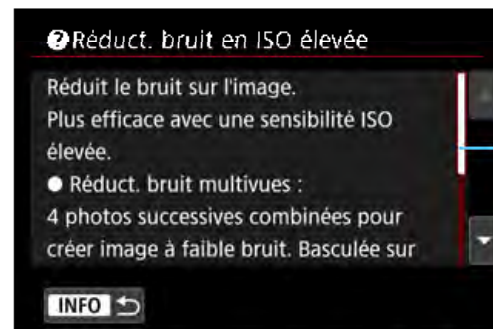 ?Réduct. bruit en ISO élevée
Réduit le bruit sur l'image.
Plus efficace avec une sensibilité ISO
élevée.
● Réduct. bruit multivues :
4 photos successives combinées pour
créer image à faible bruit. Basculée sur
INFO